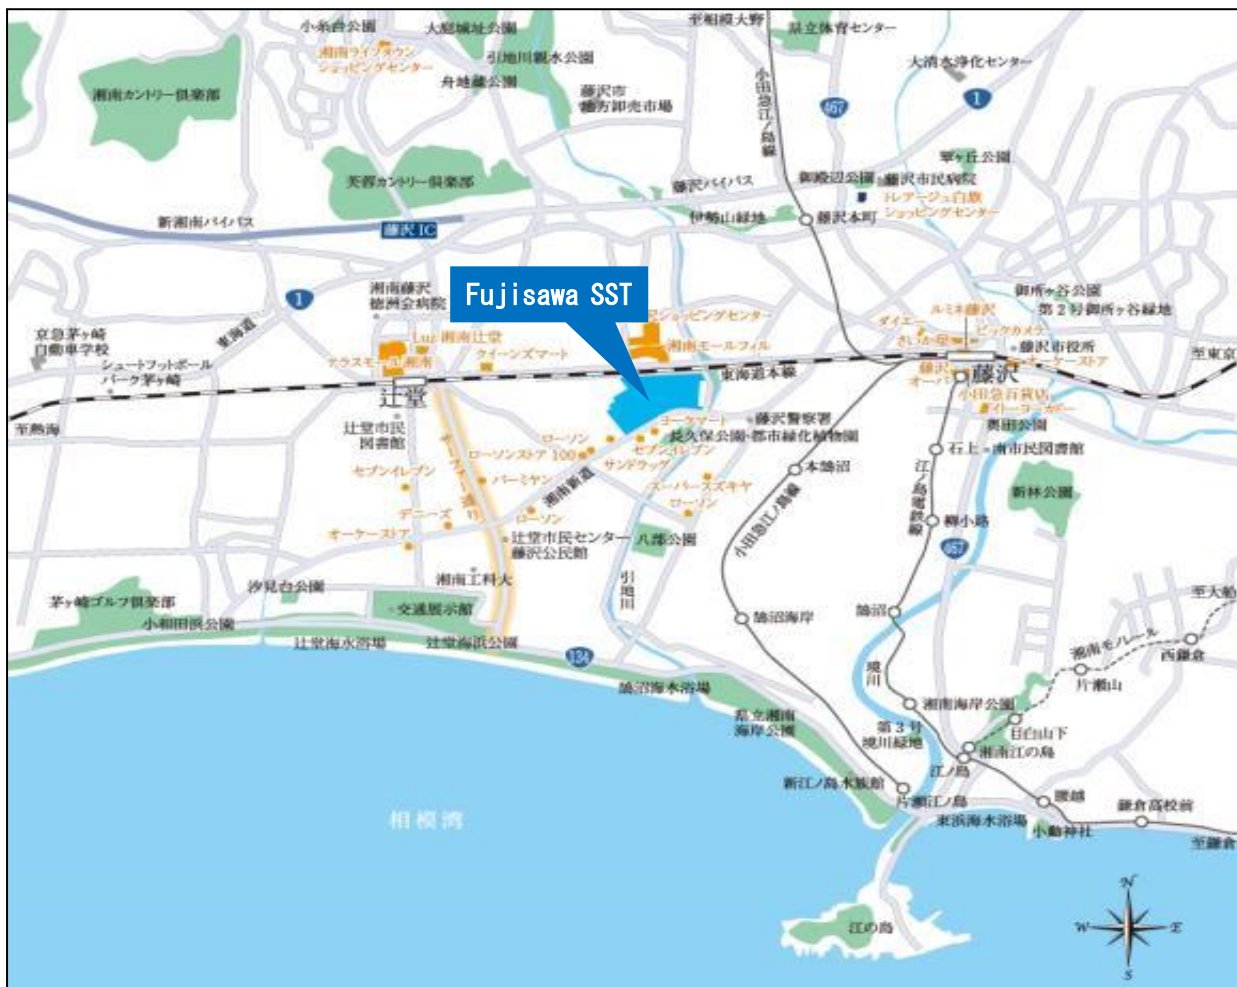 小糸台公園
大庭城址公園
至相模大野
県立体育センター
湘南ライフタウン
ショッピングセンター
引地川親水公園
舟地蔵公園
大清水浄化センター
湘南カントリー倶楽部
藤沢市
地方卸売市場
小田急江ノ島線
467
1
翠ヶ丘公園
芙蓉カントリー倶楽部
藤沢バイパス
御殿辺公園
藤沢市民病院
トレアージュ白旗
ショッピングセンター
新湘南バイパス
藤沢IC
伊勢山緑地
藤沢本町
Fujisawa SST
湘南藤沢
徳洲会病院
1
東海道
御所ヶ谷公園
第2号御所ヶ谷緑地
京急茅ヶ崎
自動車学校
シュートフットボール
パーク茅ヶ崎
Luz 湘南辻堂
テラスモール湘南
クイーンズマート
ショッピングセンター
湘南モールフィル
ルミネ藤沢
ダイエー
さいか屋
ビックカメラ
藤沢市役所
オーケーストア
至東京
東海道本線
藤沢
オーパ
藤沢
小田急百貨店
イトーヨーカドー
奥田公園
辻堂
至熱海
辻堂市民
図書館
ローソン
ヨークマート
藤沢警察署
長久保公園・都市緑化植物園
ローソンストア100
セブンイレブン
サンドラッグ
本鵠沼
石上
南市民図書館
セブンイレブン
バーミヤン
湘南新道
スーパースズキヤ
ローソン
江ノ島電鉄線
新林公園
デニーズ
ローソン
オーケーストア
辻堂市民センター
藤沢公民館
八部公園
小田急江ノ島線
柳小路
467
湘南工科大
汐見台公園
引地川
茅ヶ崎ゴルフ倶楽部
交通展示館
小和田浜公園
辻堂海水浴場
辻堂海浜公園
鵠沼海岸
鵠沼
至大船
湘南モノレール
西鎌倉
134
境川
片瀬山
鵠沼海水浴場
県立湘南
海岸公園
湘南海岸公園
第3号
境川緑地
目白山下
湘南江の島
江ノ島
新江ノ島水族館
片瀬江ノ島
腰越
鎌倉高校前
東浜海水浴場
小動神社
至鎌倉
相模湾
江の島
N
W
E
S